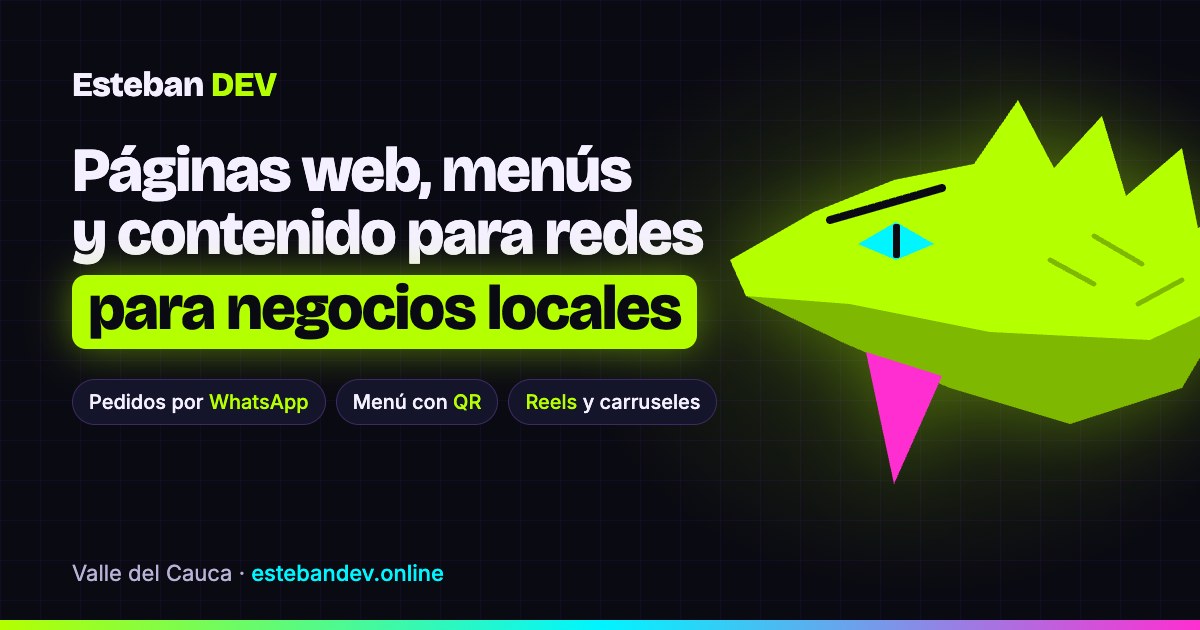 Esteban DEV
Páginas web, menús
y contenido para redes
para negocios locales
Pedidos por WhatsApp
Menú con QR
Reels y carruseles
Valle del Cauca · estebandev.online